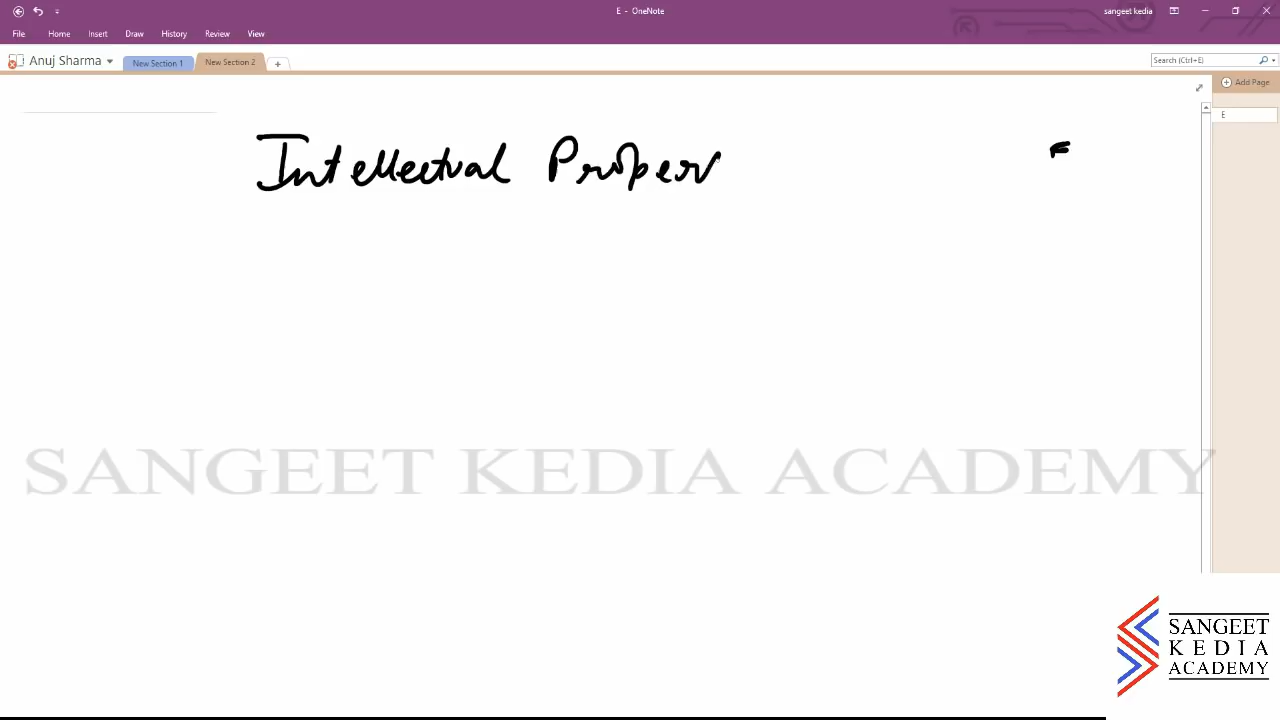 E - OneNote
sangeet kedia
File Home Insert Draw History Review View
Anuj Sharma
New Section 1
New Section 2
Search (Ctrl+E)
Add Page
E
Intellectual Proper
SANGEET KEDIA ACADEMY
SANGEET
KEDIA
ACADEMY